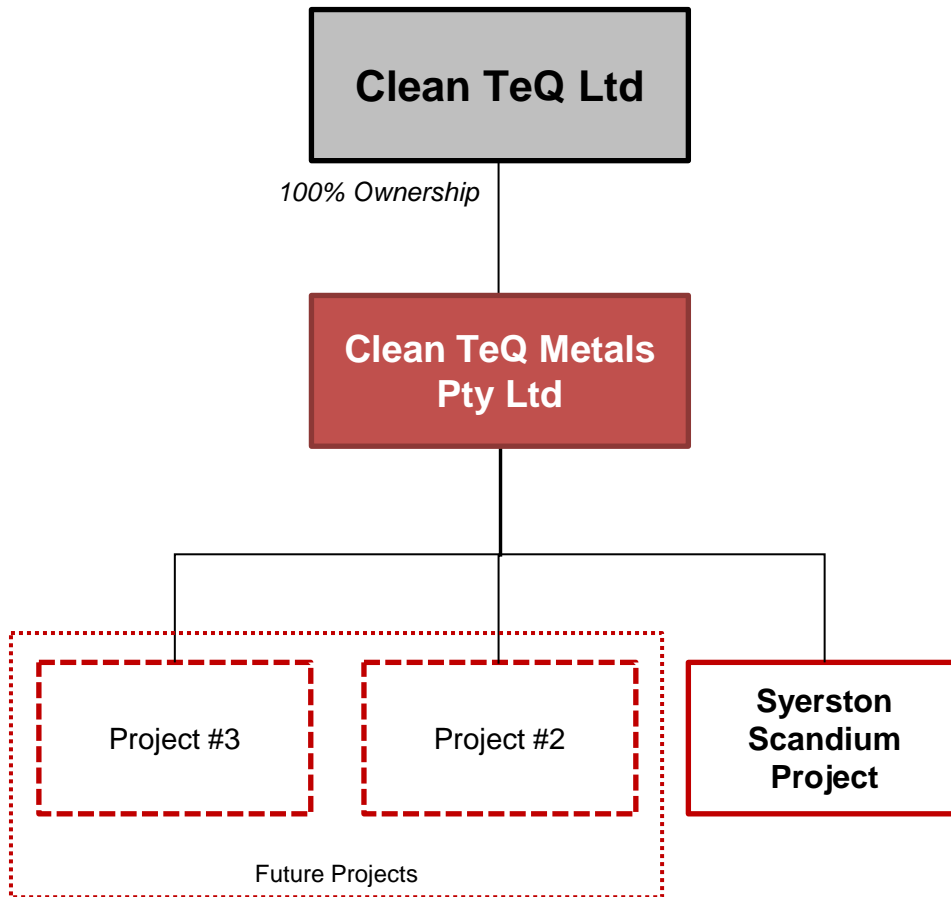 Clean TeQ Ltd
100% Ownership
Clean TeQ Metals
Pty Ltd
Project #3
Project #2
Syerston
Scandium
Project
Future Projects